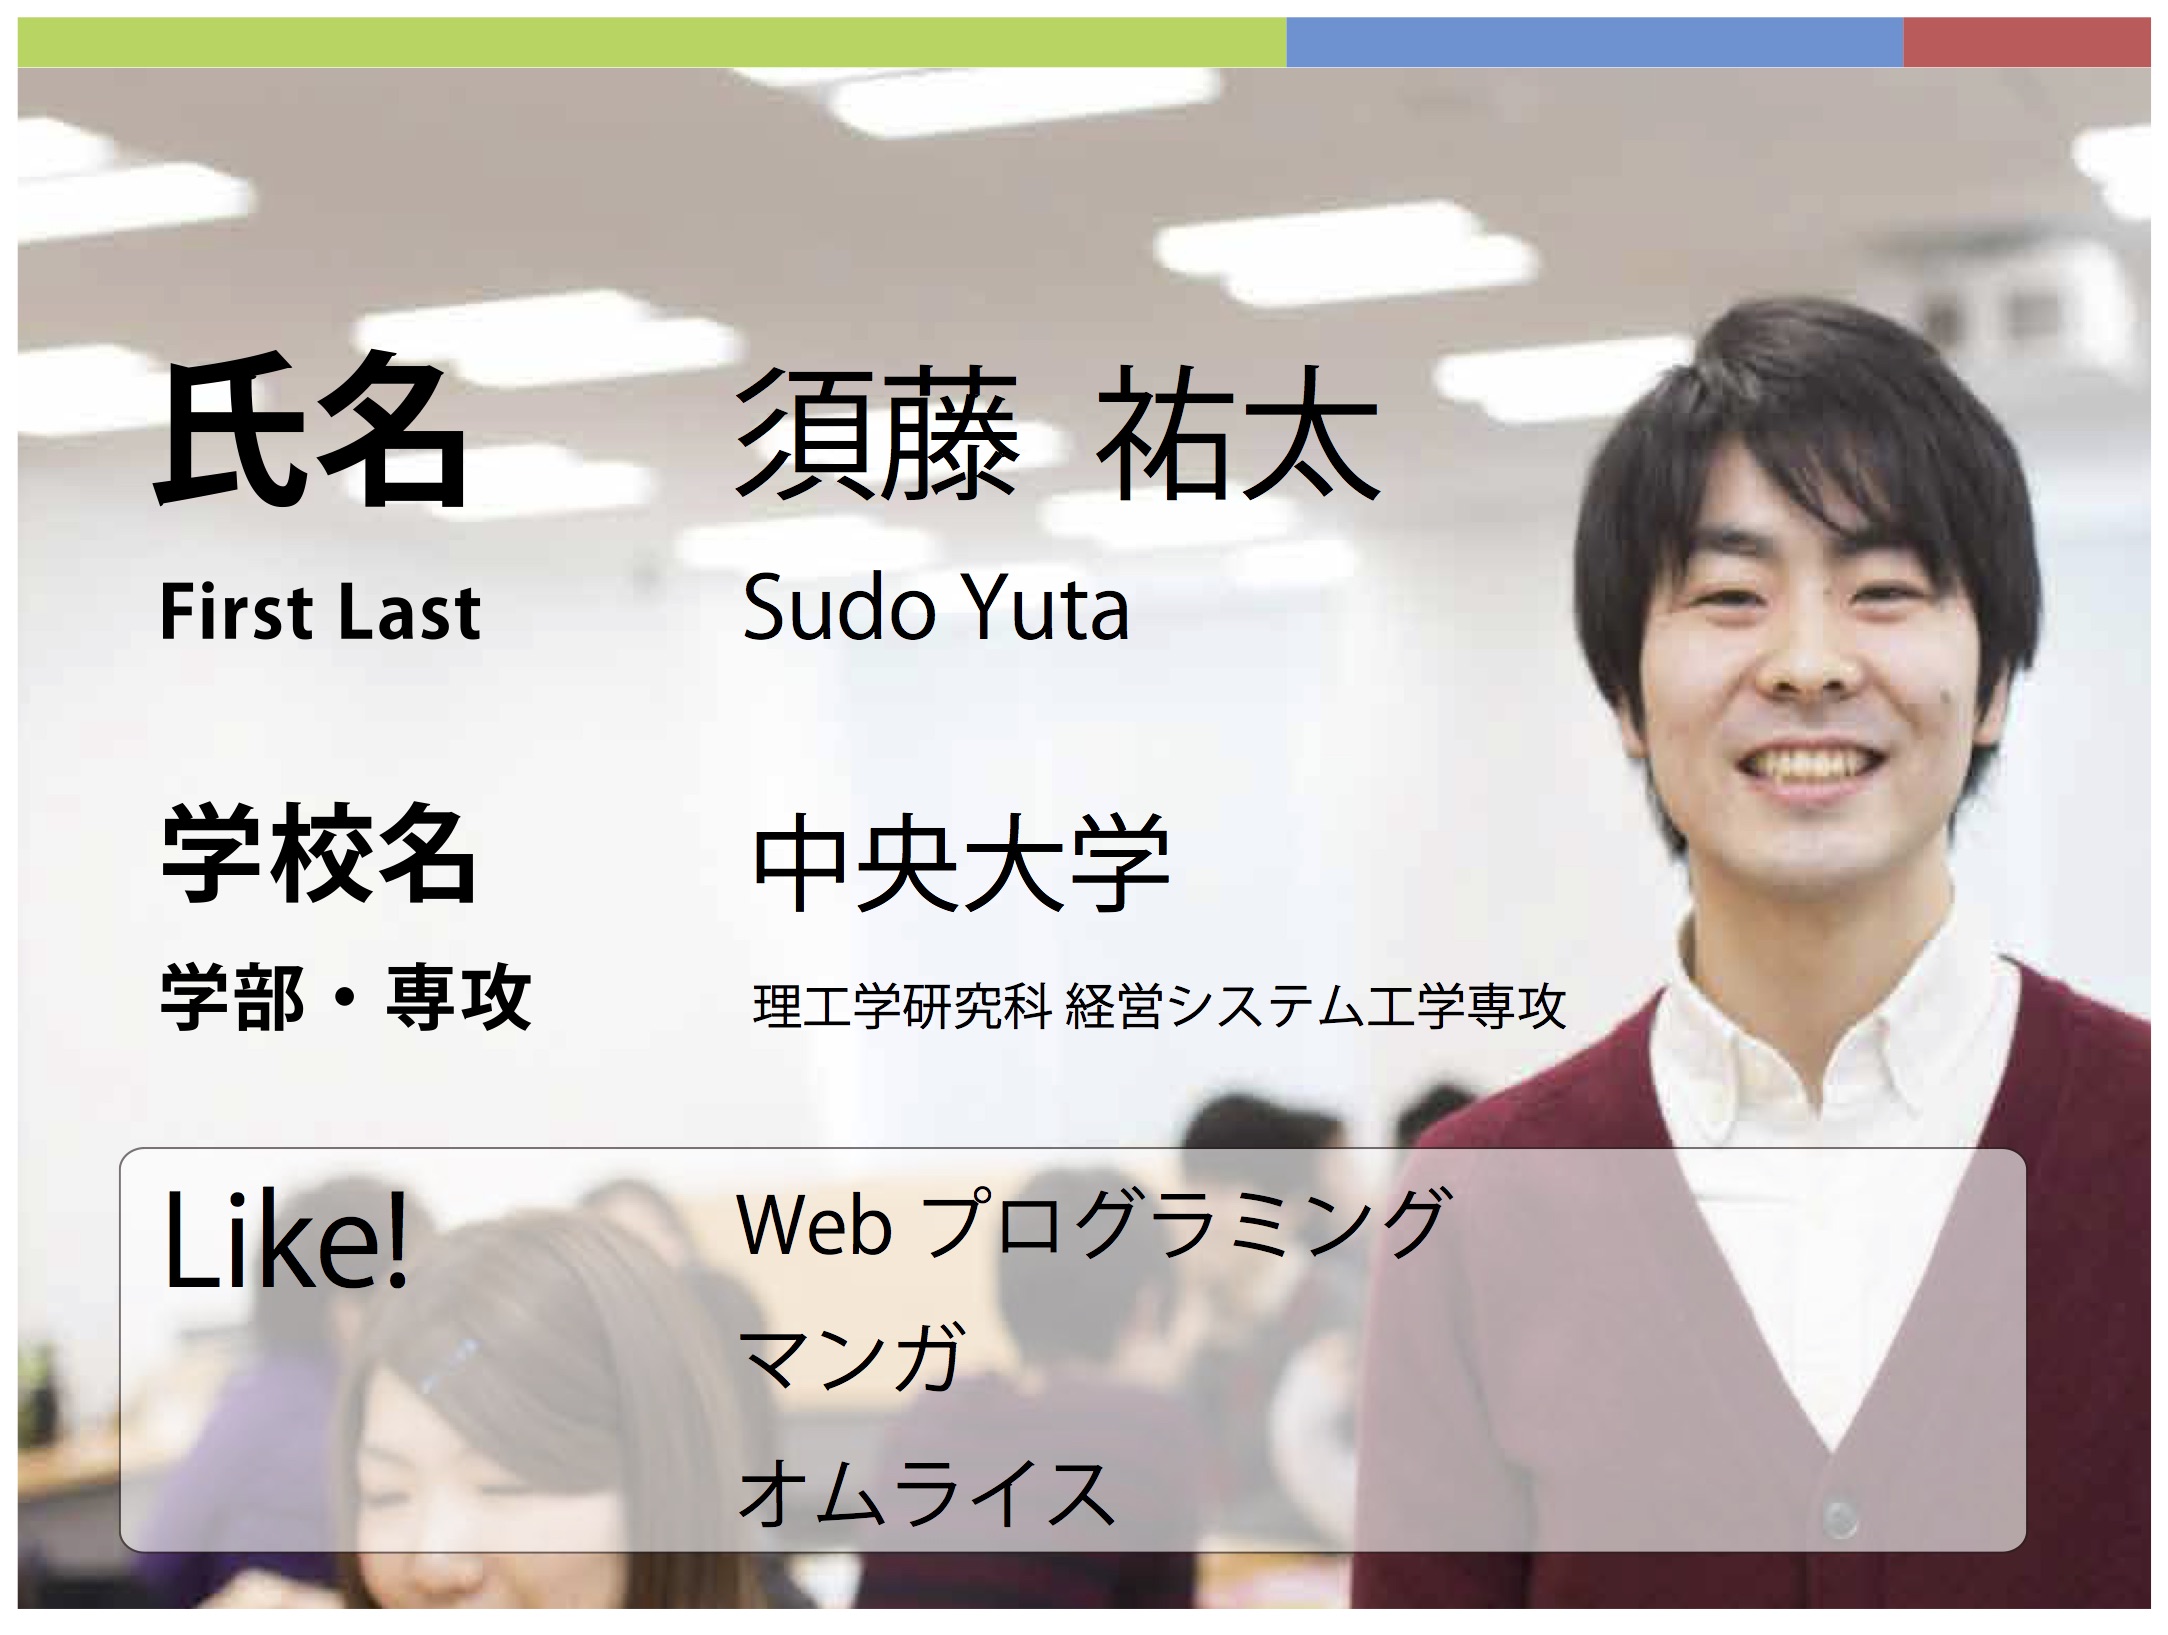 氏名 須藤 祐太
First Last Sudo Yuta
学校名 中央大学
学部・専攻 理工学研究科 経営システム工学専攻
Like! Web プログラミング
マンガ
オムライス